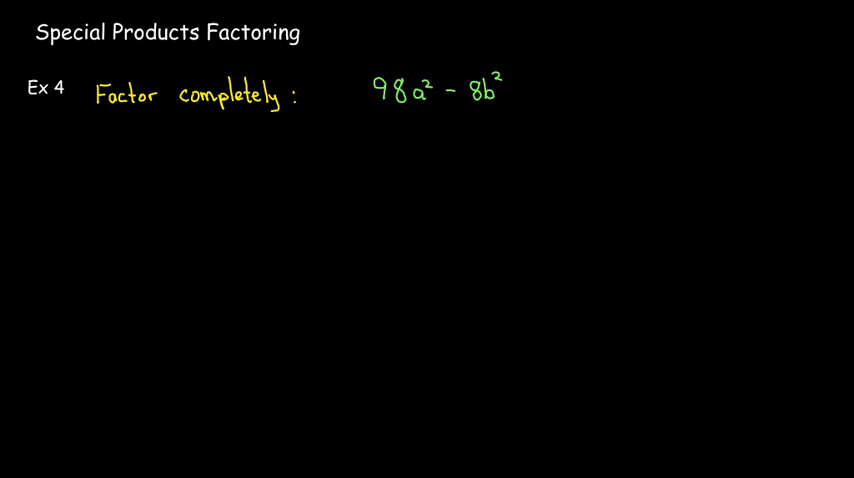 Special Products Factoring
Ex 4 Factor completely: 98a² - 8b²